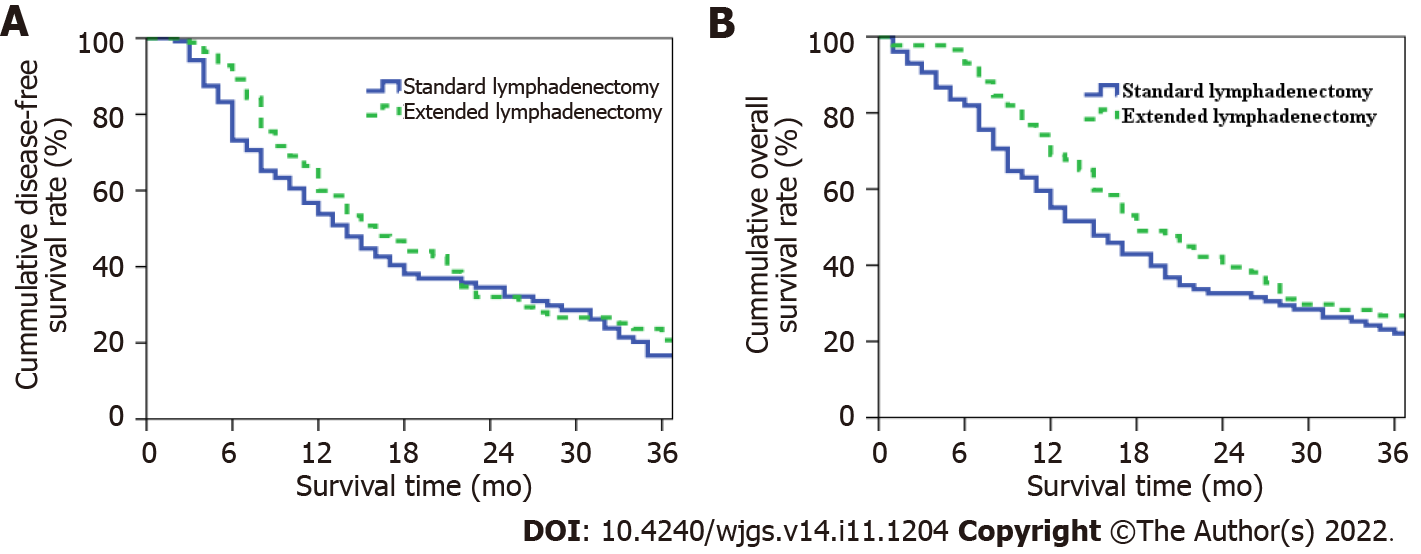 A
Cummulative disease-free
survival rate (%)
100
80
60
40
20
0
Standard lymphadenectomy
Extended lymphadenectomy
0 6 12 18 24 30 36
Survival time (mo)
B
Cummulative overall
survival rate (%)
100
80
60
40
20
0
Standard lymphadenectomy
Extended lymphadenectomy
0 6 12 18 24 30 36
Survival time (mo)
DOI: 10.4240/wjgs.v14.i11.1204 Copyright ©The Author(s) 2022.